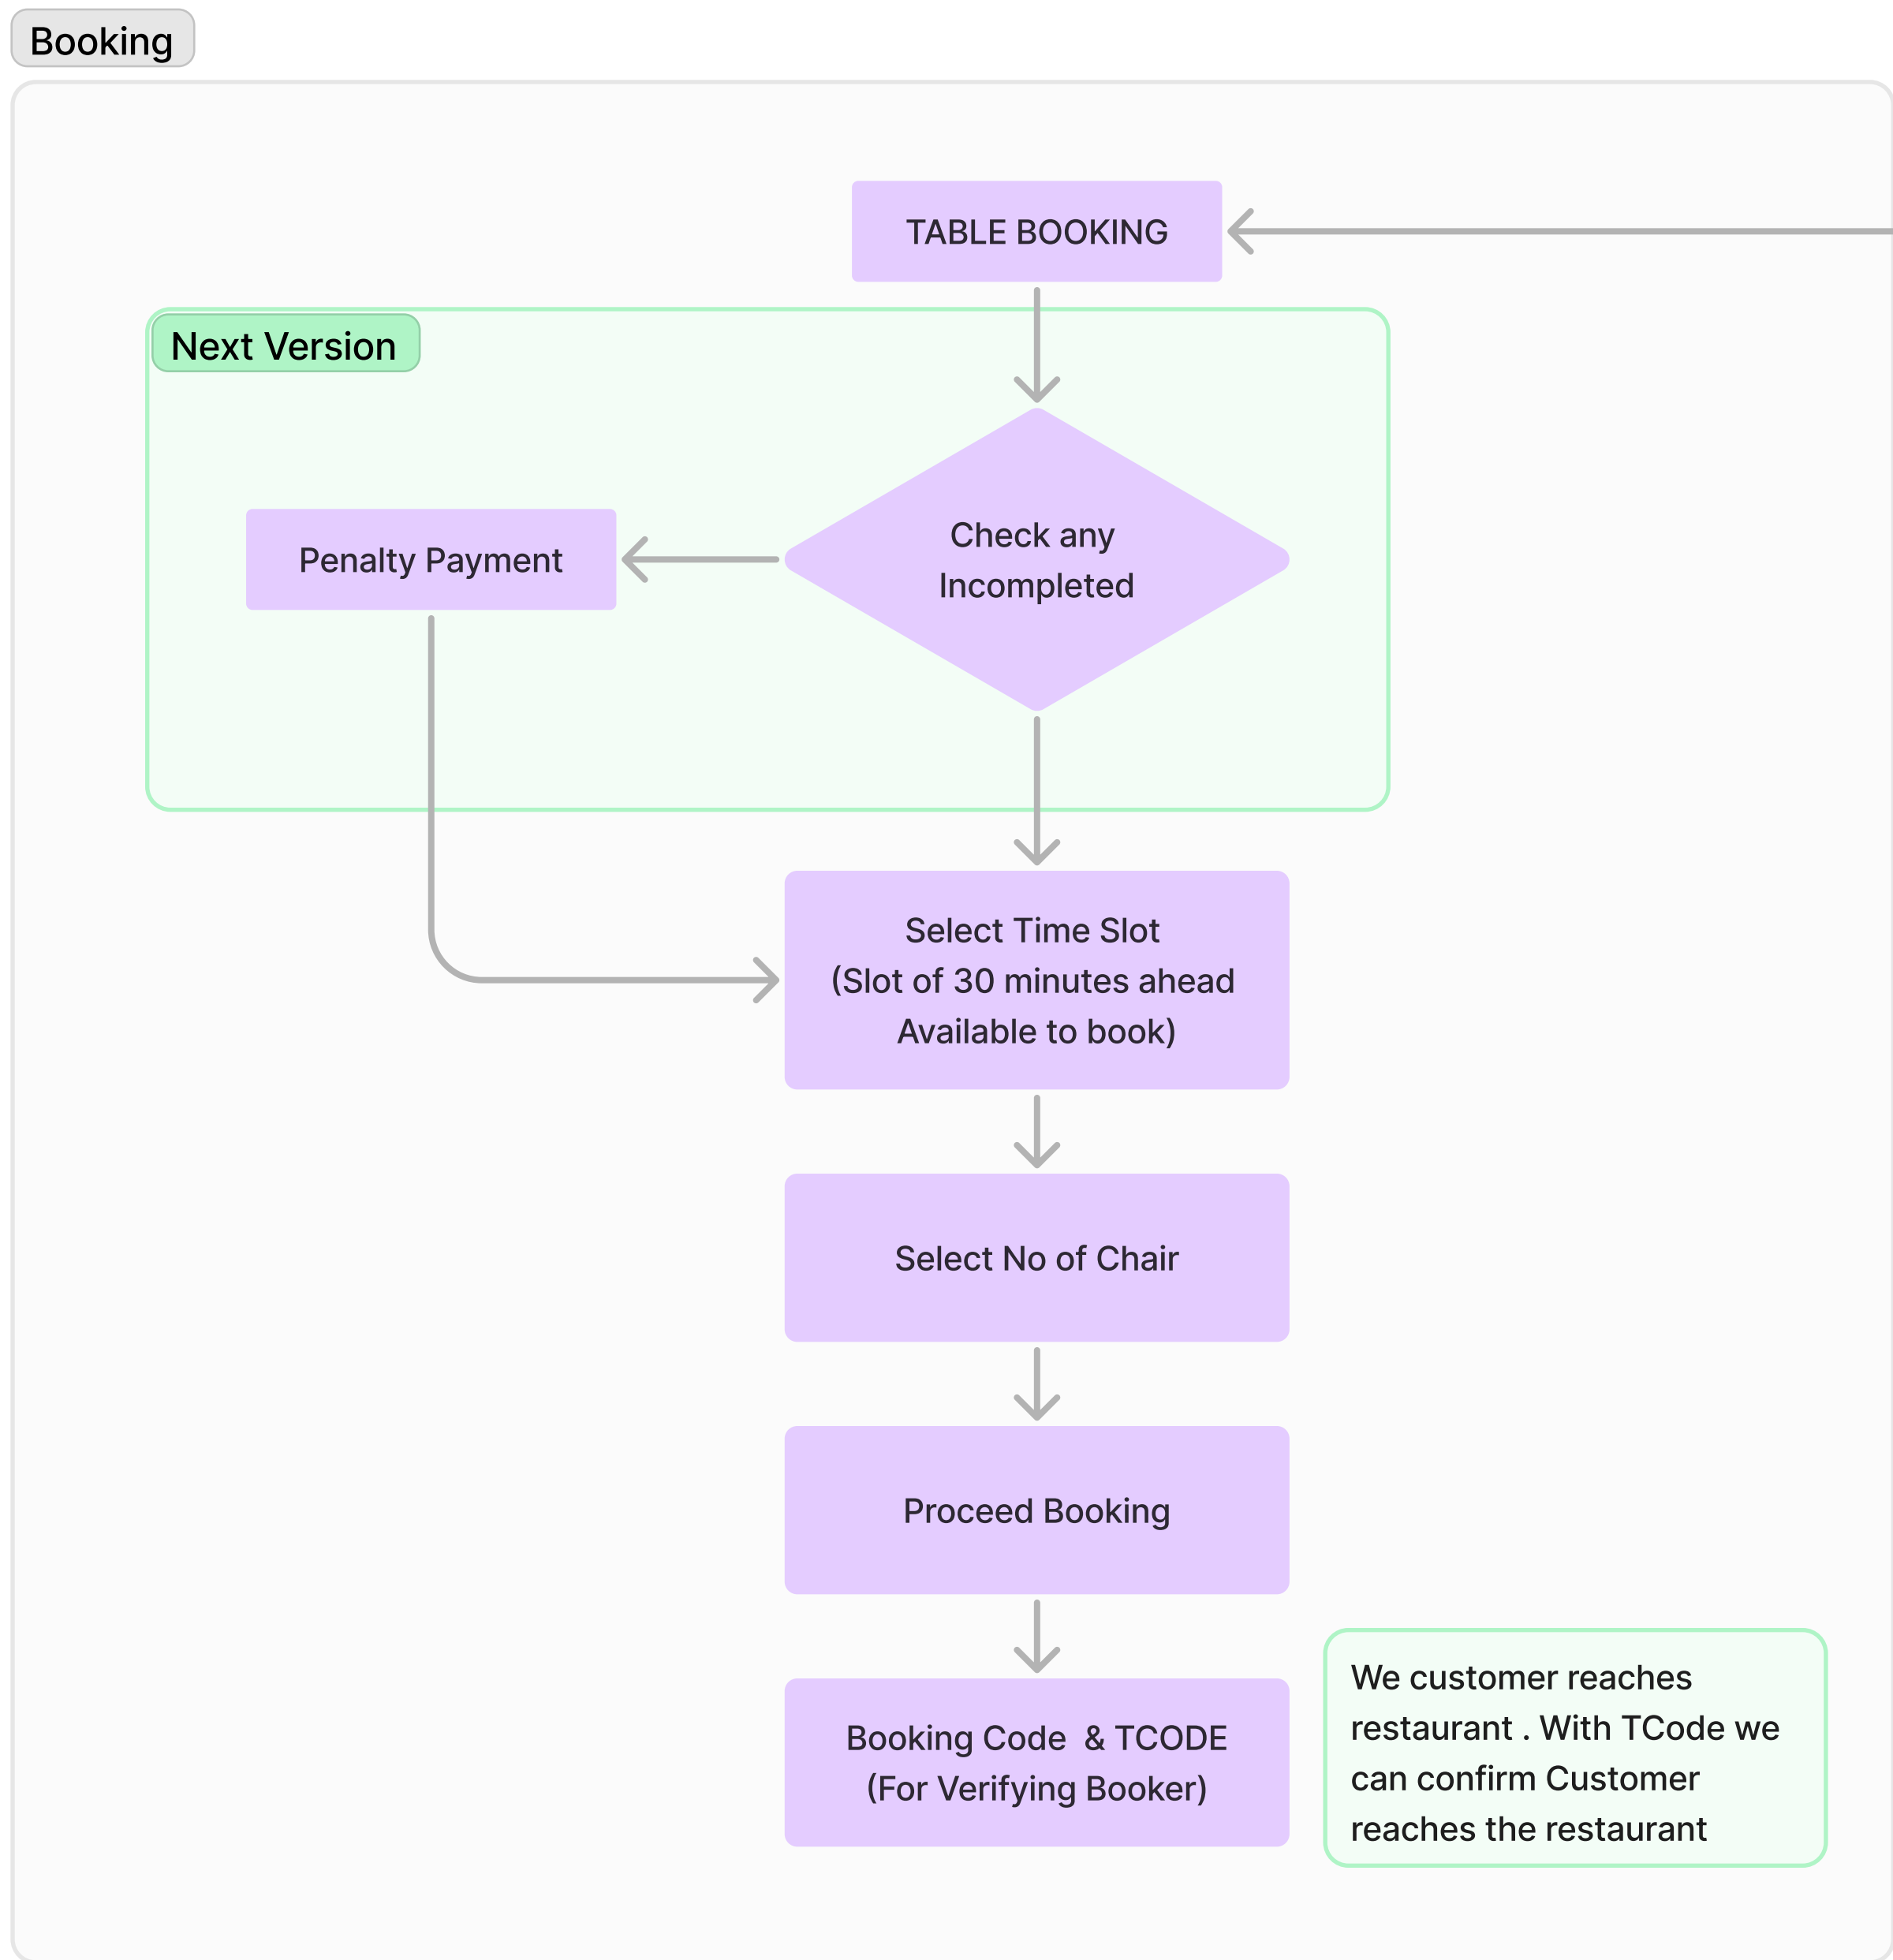 Booking
TABLE BOOKING
Next Version
Check any
Incompleted
Penalty Payment
Select Time Slot
(Slot of 30 minutes ahead
Available to book)
Select No of Chair
Proceed Booking
Booking Code & TCODE
(For Verifying Booker)
We customer reaches
restaurant . With TCode we
can confirm Customer
reaches the restaurant